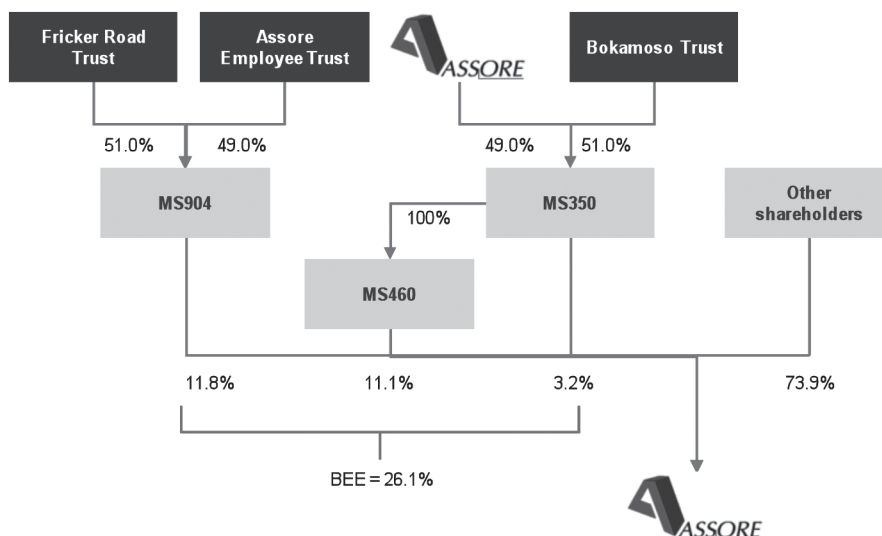 Fricker Road
Trust
Assore
Employee Trust
ASSORE
Bokamoso Trust
51.0%
49.0%
49.0%
51.0%
MS904
MS350
Other
shareholders
100%
MS460
11.8%
11.1%
3.2%
73.9%
BEE = 26.1%
ASSORE